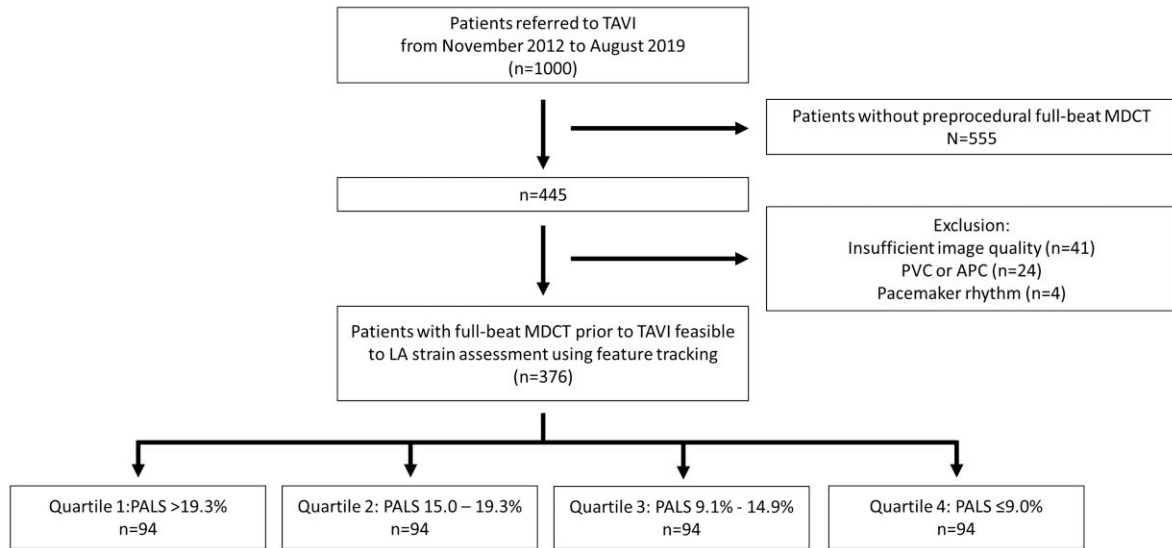 Patients referred to TAVI
from November 2012 to August 2019
(n=1000)
Patients without preprocedural full-beat MDCT
N=555
n=445
Exclusion:
Insufficient image quality (n=41)
PVC or APC (n=24)
Pacemaker rhythm (n=4)
Patients with full-beat MDCT prior to TAVI feasible
to LA strain assessment using feature tracking
(n=376)
Quartile 1:PALS >19.3%
n=94
Quartile 2: PALS 15.0 – 19.3%
n=94
Quartile 3: PALS 9.1% - 14.9%
n=94
Quartile 4: PALS ≤9.0%
n=94